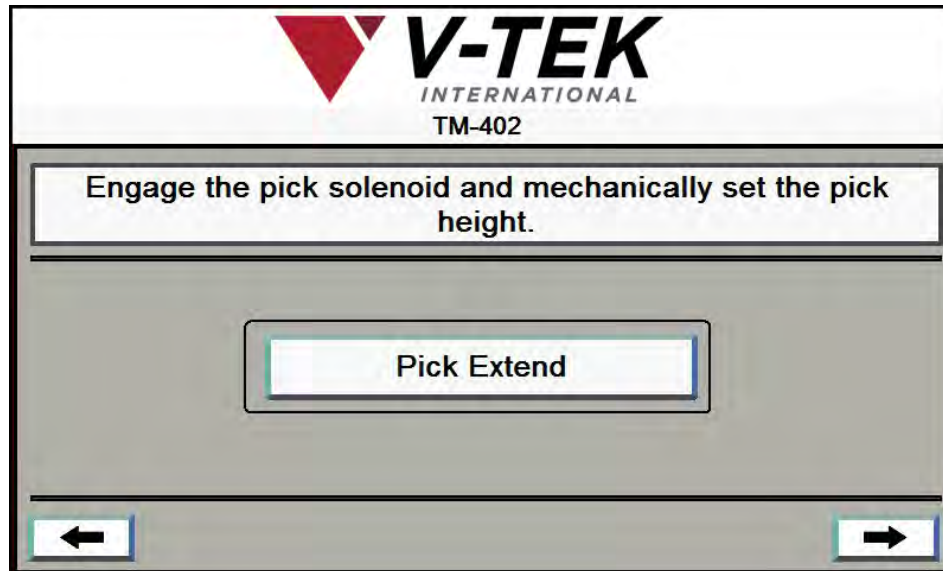 V-TEK
INTERNATIONAL
TM-402
Engage the pick solenoid and mechanically set the pick
height.
Pick Extend